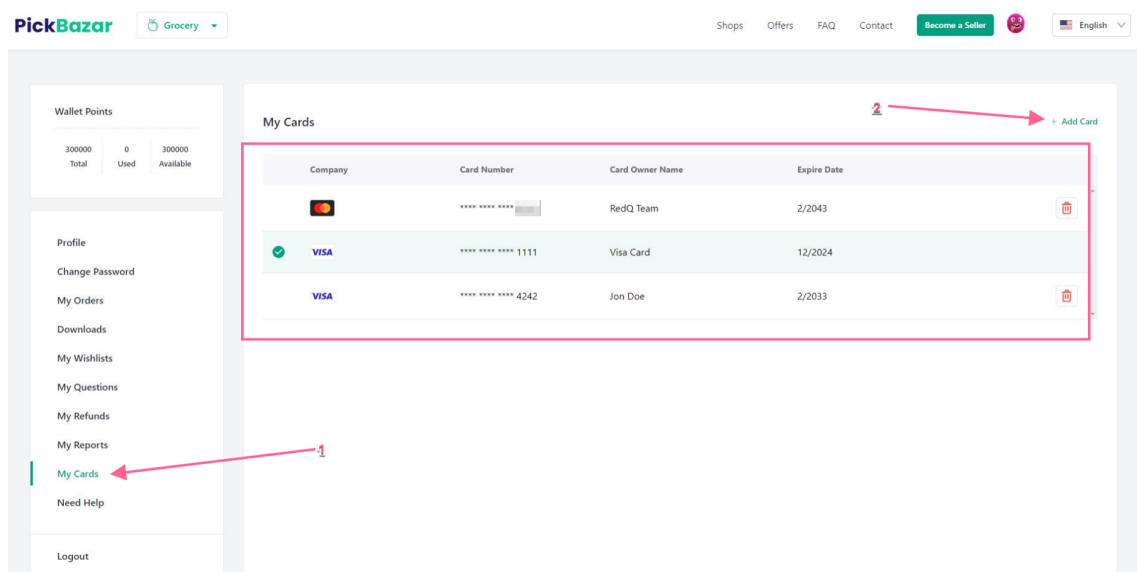 PickBazar
Grocery
Shops Offers FAQ Contact Become a Seller English
Wallet Points
300000 0 300000
Total Used Available
Profile
Change Password
My Orders
Downloads
My Wishlists
My Questions
My Refunds
My Reports
My Cards
Need Help
Logout
My Cards
2
+ Add Card
Company Card Number Card Owner Name Expire Date
**** **** **** RedQ Team 2/2043
VISA **** **** **** 1111 Visa Card 12/2024
VISA **** **** **** 4242 Jon Doe 2/2033
1